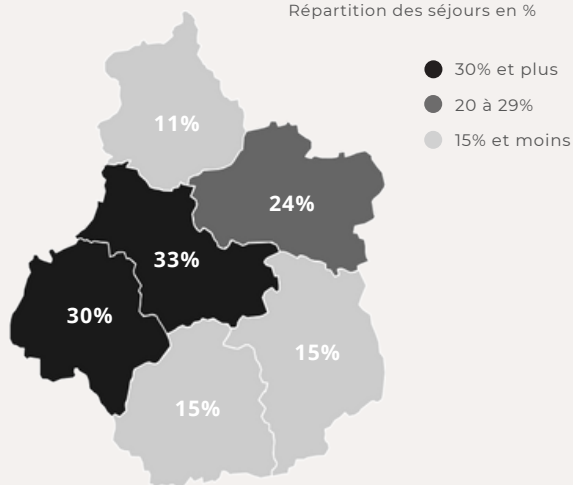 Répartition des séjours en %
30% et plus
20 à 29%
15% et moins
11%
24%
33%
30%
15%
15%